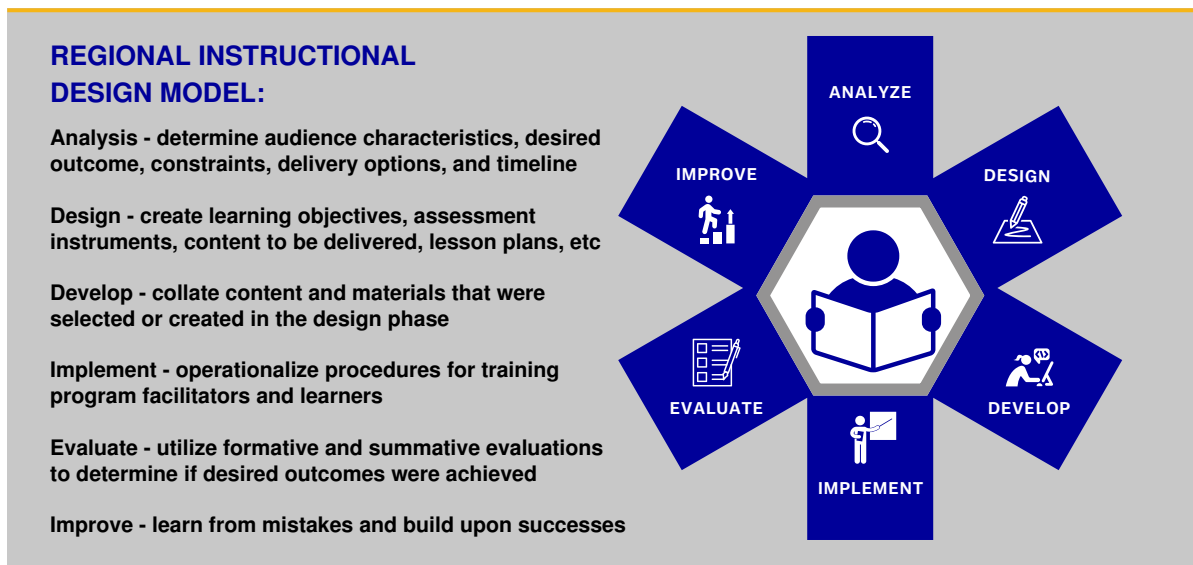 REGIONAL INSTRUCTIONAL
DESIGN MODEL:
Analysis - determine audience characteristics, desired
outcome, constraints, delivery options, and timeline
Design - create learning objectives, assessment
instruments, content to be delivered, lesson plans, etc
Develop - collate content and materials that were
selected or created in the design phase
Implement - operationalize procedures for training
program facilitators and learners
Evaluate - utilize formative and summative evaluations
to determine if desired outcomes were achieved
Improve - learn from mistakes and build upon successes
ANALYZE
DESIGN
DEVELOP
IMPLEMENT
EVALUATE
IMPROVE